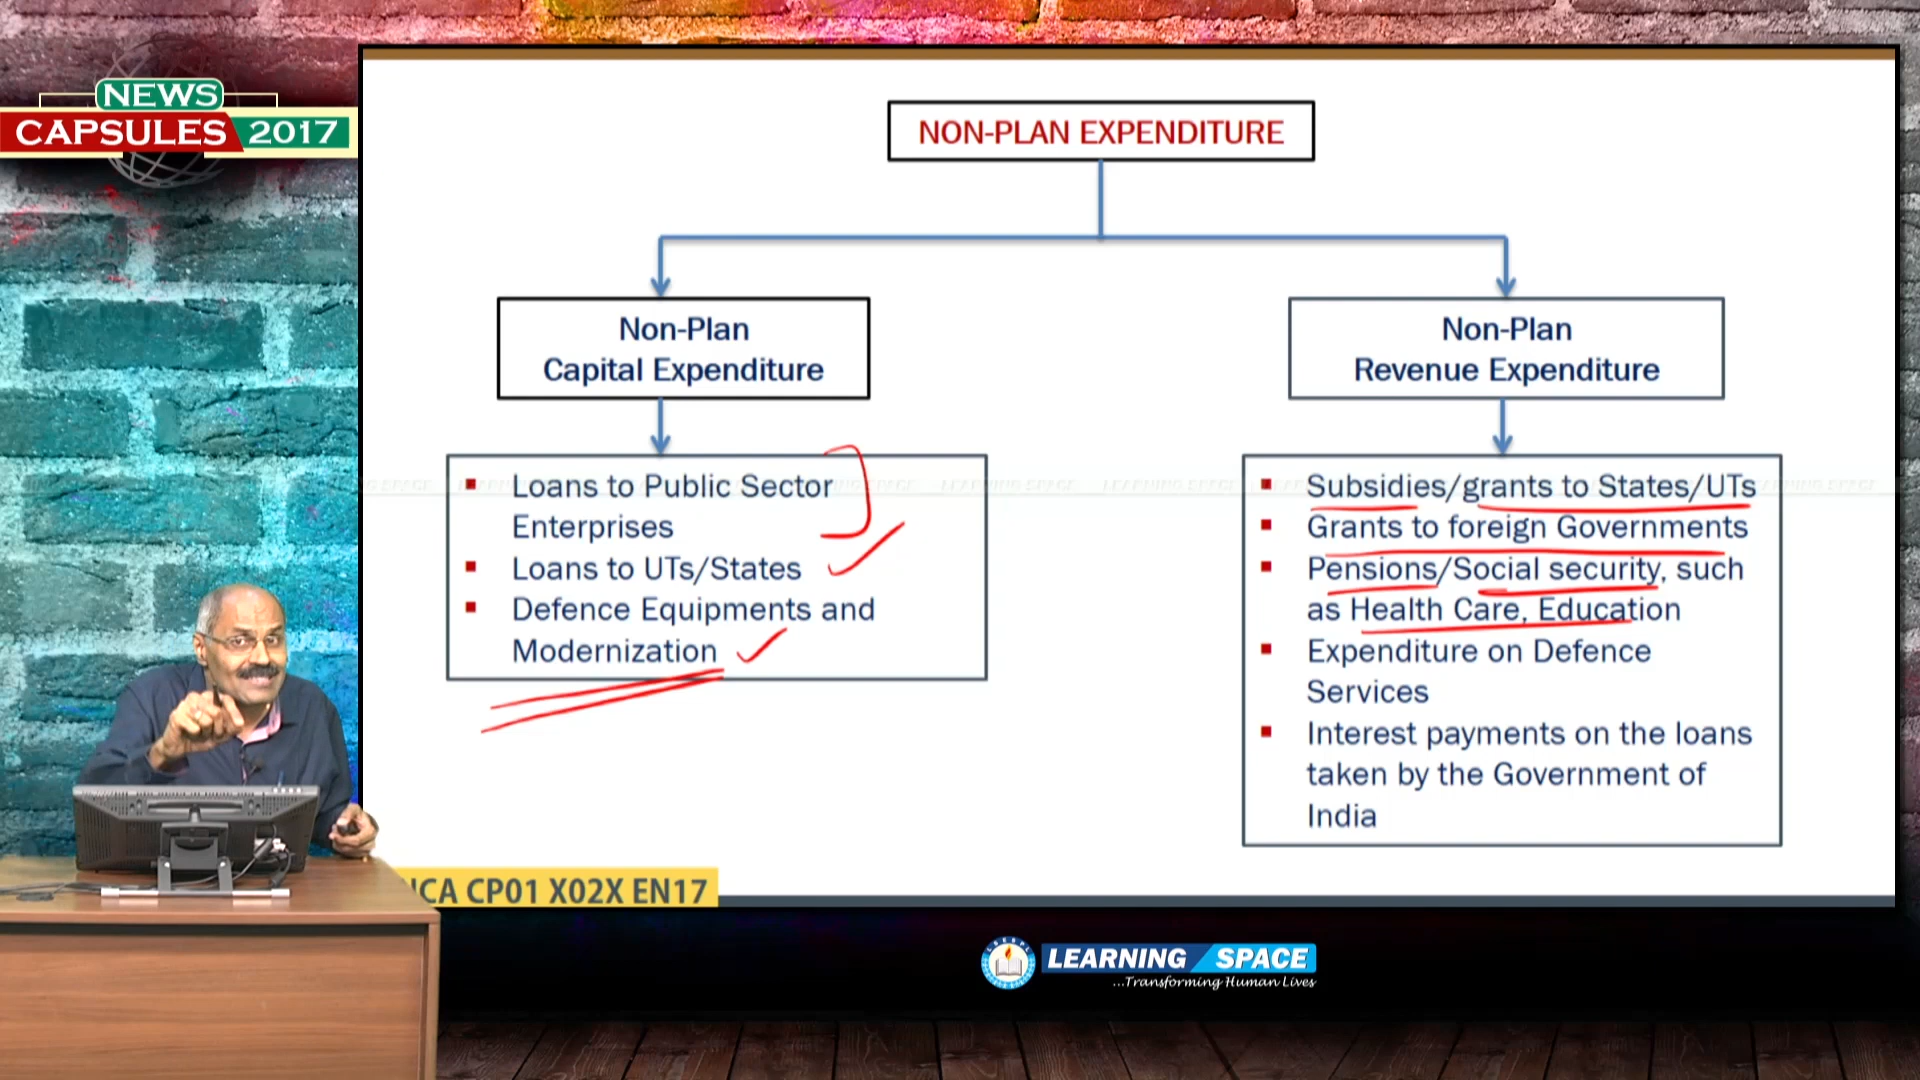 NEWS
CAPSULES 2017
NON-PLAN EXPENDITURE
Non-Plan
Capital Expenditure
Non-Plan
Revenue Expenditure
▪ Loans to Public Sector
Enterprises
▪ Loans to UTs/States
▪ Defence Equipments and
Modernization
▪ Subsidies/grants to States/UTs
▪ Grants to foreign Governments
▪ Pensions/Social security, such
as Health Care, Education
▪ Expenditure on Defence
Services
▪ Interest payments on the loans
taken by the Government of
India
CA CP01 X02X EN17
LEARNING SPACE
...Transforming Human Lives